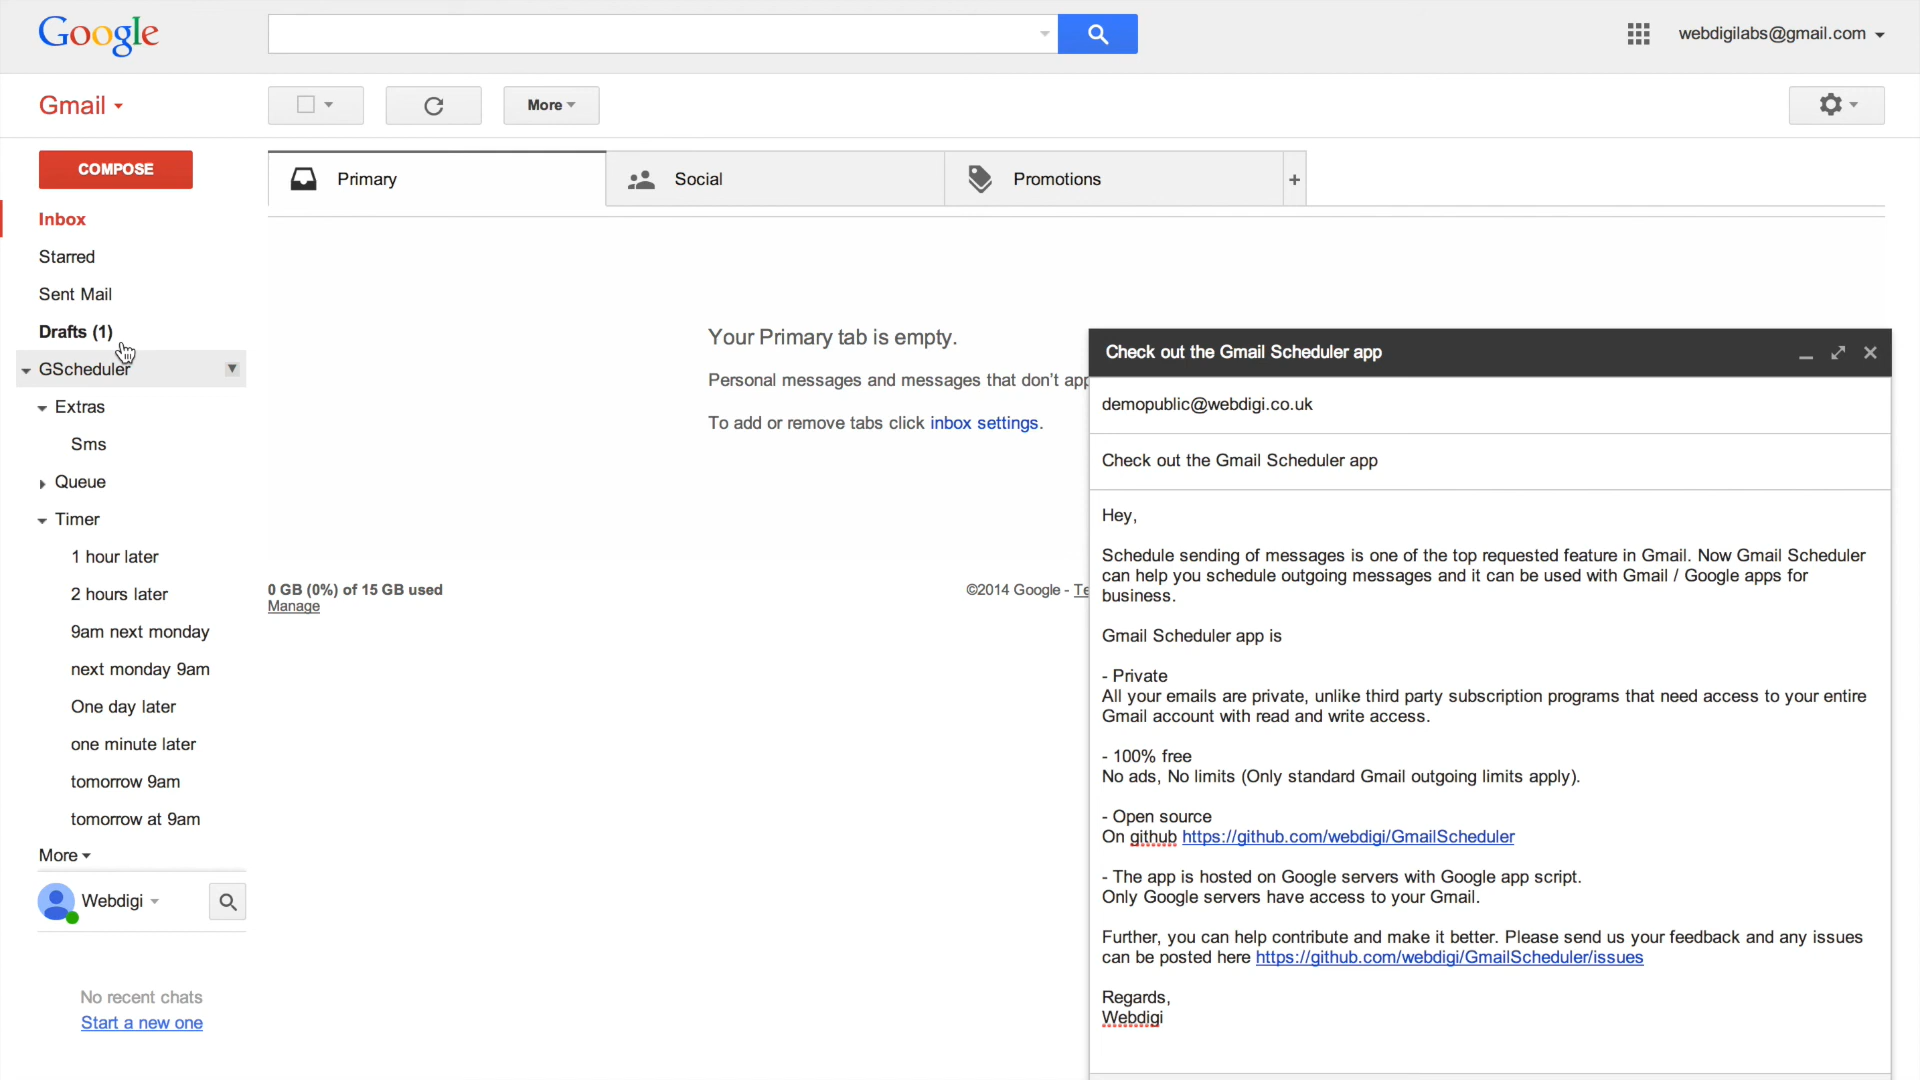 Google
webdigilabs@gmail.com
Gmail
More
COMPOSE
Primary
Social
Promotions
+
Inbox
Starred
Sent Mail
Drafts (1)
GScheduler
Extras
Sms
Queue
Timer
1 hour later
2 hours later
9am next monday
next monday 9am
One day later
one minute later
tomorrow 9am
tomorrow at 9am
More
Webdigi
No recent chats
Start a new one
Your Primary tab is empty.
Personal messages and messages that don't
To add or remove tabs click inbox settings.
0 GB (0%) of 15 GB used
Manage
©2014 Google -
Check out the Gmail Scheduler app
demopublic@webdigi.co.uk
Check out the Gmail Scheduler app
Hey,
Schedule sending of messages is one of the top requested feature in Gmail. Now Gmail Scheduler
can help you schedule outgoing messages and it can be used with Gmail / Google apps for
business.
Gmail Scheduler app is
- Private
All your emails are private, unlike third party subscription programs that need access to your entire
Gmail account with read and write access.
- 100% free
No ads, No limits (Only standard Gmail outgoing limits apply).
- Open source
On github https://github.com/webdigi/GmailScheduler
- The app is hosted on Google servers with Google app script.
Only Google servers have access to your Gmail.
Further, you can help contribute and make it better. Please send us your feedback and any issues
can be posted here https://github.com/webdigi/GmailScheduler/issues
Regards,
Webdigi